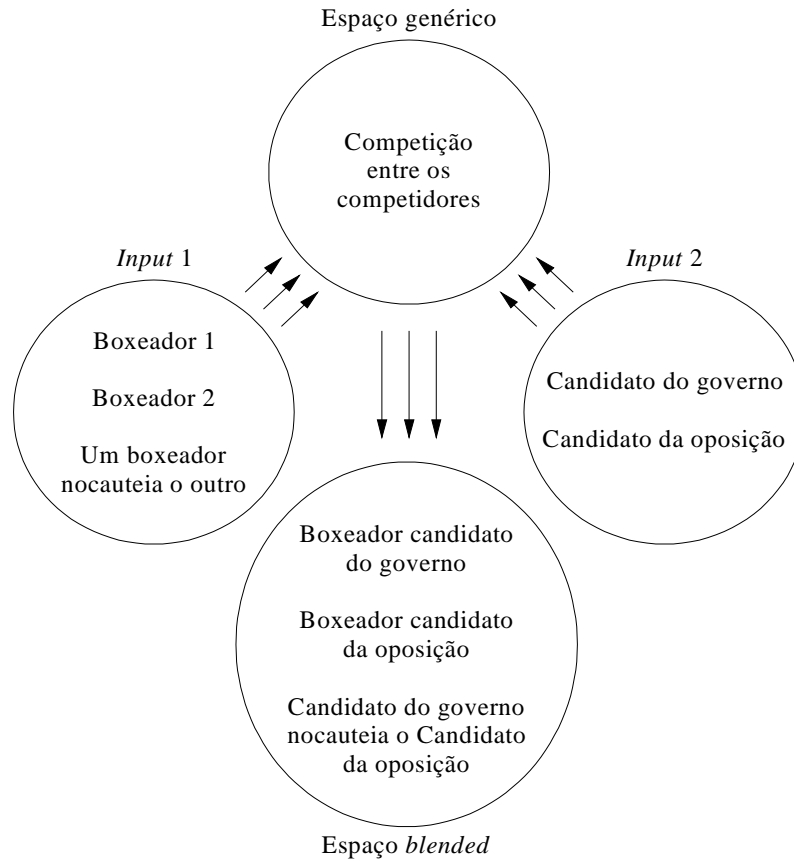 Espaço genérico
Competição
entre os
competidores
Input 1
Boxeador 1
Boxeador 2
Um boxeador
nocauteia o outro
Input 2
Candidato do governo
Candidato da oposição
Boxeador candidato
do governo
Boxeador candidato
da oposição
Candidato do governo
nocauteia o Candidato
da oposição
Espaço blended